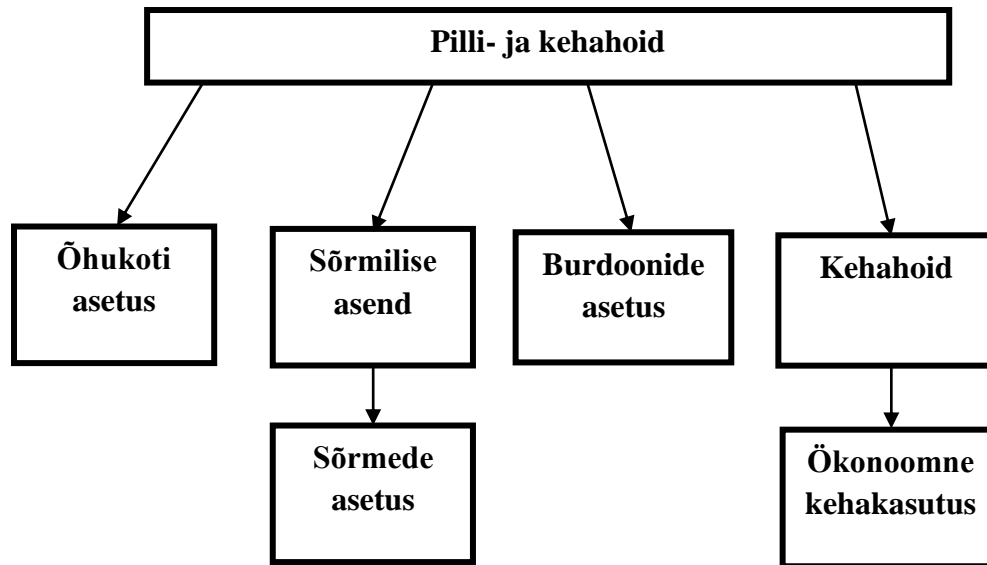 Pilli- ja kehahoid
Õhukoti
asetus
Sõrmilise
asend
Burdoonide
asetus
Kehahoid
Sõrmede
asetus
Ökonoomne
kehakasutus